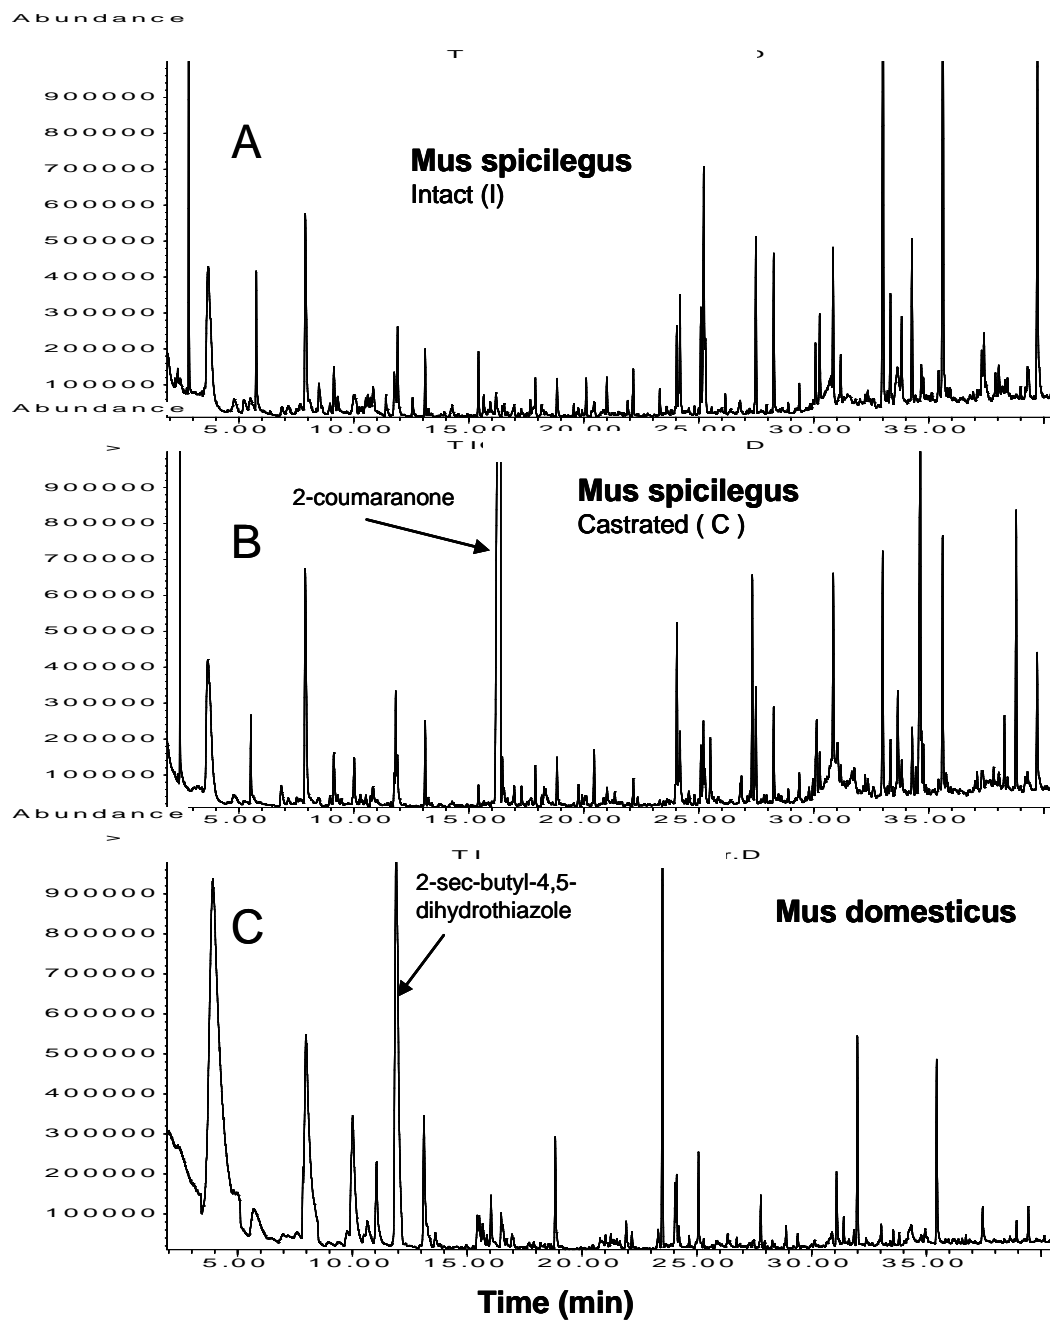 Abundance
900000
800000
A
Mus spicilegus
700000
Intact (I)
600000
500000
400000
300000
200000
100000
Abundance
5.00 10.00 15.00 20.00 25.00 30.00 35.00
>
D
900000
2-coumaranone
Mus spicilegus
800000
Castrated ( C )
B
700000
600000
500000
400000
300000
200000
100000
Abundance
5.00 10.00 15.00 20.00 25.00 30.00 35.00
>
r.D
900000
2-sec-butyl-4,5-
dihydrothiazole
C
Mus domesticus
800000
700000
600000
500000
400000
300000
200000
100000
5.00 10.00 15.00 20.00 25.00 30.00 35.00
Time (min)